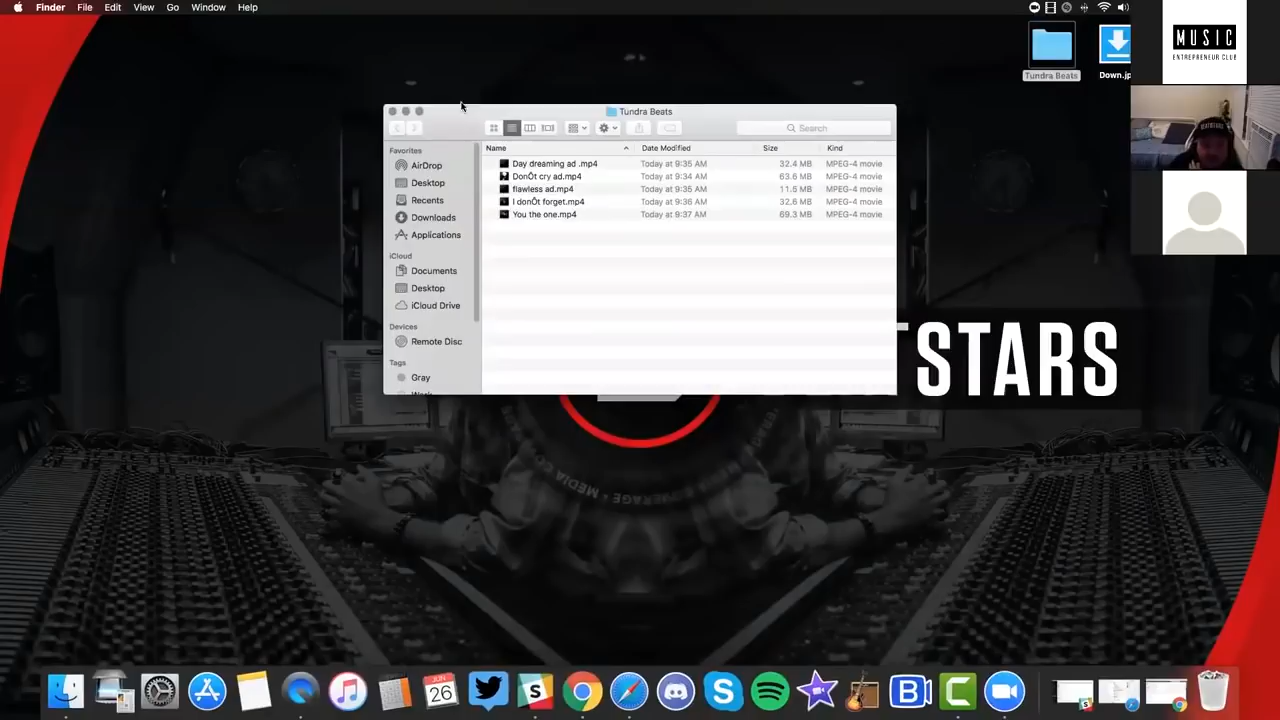 Finder File Edit View Go Window Help
MUSIC
ENTREPRENEUR CLUB
Tundra Beats
Down.jp
Tundra Beats
Search
Favorites
AirDrop
Desktop
Recents
Downloads
Applications
iCloud
Documents
Desktop
iCloud Drive
Devices
Remote Disc
Tags
Gray
Name Date Modified Size Kind
Day dreaming ad .mp4 Today at 9:35 AM 32.4 MB MPEG-4 movie
DonÕt cry ad.mp4 Today at 9:34 AM 63.6 MB MPEG-4 movie
flawless ad.mp4 Today at 9:35 AM 11.5 MB MPEG-4 movie
I donÕt forget.mp4 Today at 9:36 AM 32.6 MB MPEG-4 movie
You the one.mp4 Today at 9:37 AM 69.3 MB MPEG-4 movie
TSTARS
JUN
26